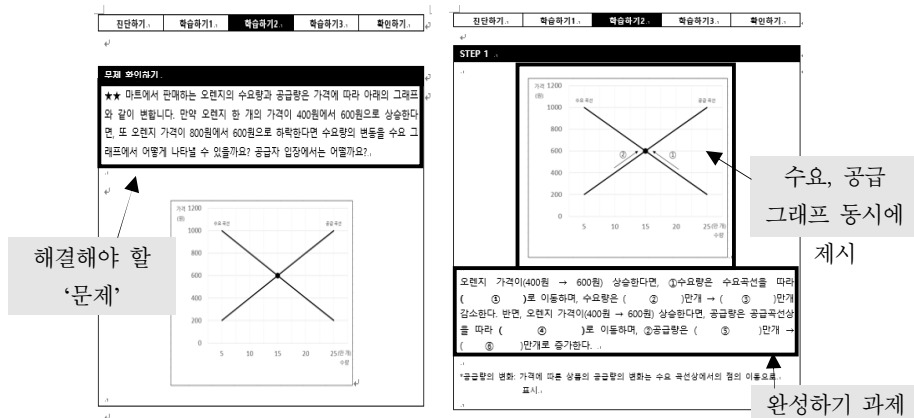 진단하기 학습하기1. 학습하기2. 학습하기3. 확인하기
문제 확인하기
★★ 마트에서 판매하는 오렌지의 수요량과 공급량은 가격에 따라 아래의 그래프
와 같이 변합니다. 만약 오렌지 한 개의 가격이 400원에서 600원으로 상승한다
면, 또 오렌지 가격이 800원에서 600원으로 하락한다면 수요량의 변동을 수요 그
래프에서 어떻게 나타낼 수 있을까요? 공급자 입장에서는 어떨까요?
해결해야 할
‘문제’
가격 1200
(원)
수요 곡선 공급 곡선
1000
800
600
400
200
0
5 10 15 20 25(만 개)
수량
진단하기 학습하기1. 학습하기2. 학습하기3. 확인하기
STEP 1
가격 1200
(원)
수요 곡선 공급 곡선
1000
800
600
② ①
400
200
0
5 10 15 20 25(만 개)
수량
수요, 공급
그래프 동시에
제시
오렌지 가격이(400원 → 600원) 상승한다면, ①수요량은 수요곡선을 따라
( ① )로 이동하며, 수요량은 ( ② )만개 → ( ③ )만개
감소한다. 반면, 오렌지 가격이(400원 → 600원) 상승한다면, 공급량은 공급곡선상
을 따라 ( ④ )로 이동하며, ②공급량은 ( ⑤ )만개 →
( ⑥ )만개로 증가한다.
*공급량의 변화: 가격에 따른 상품의 공급량의 변화는 수요 곡선상에서의 점의 이동으로
표시.
완성하기 과제